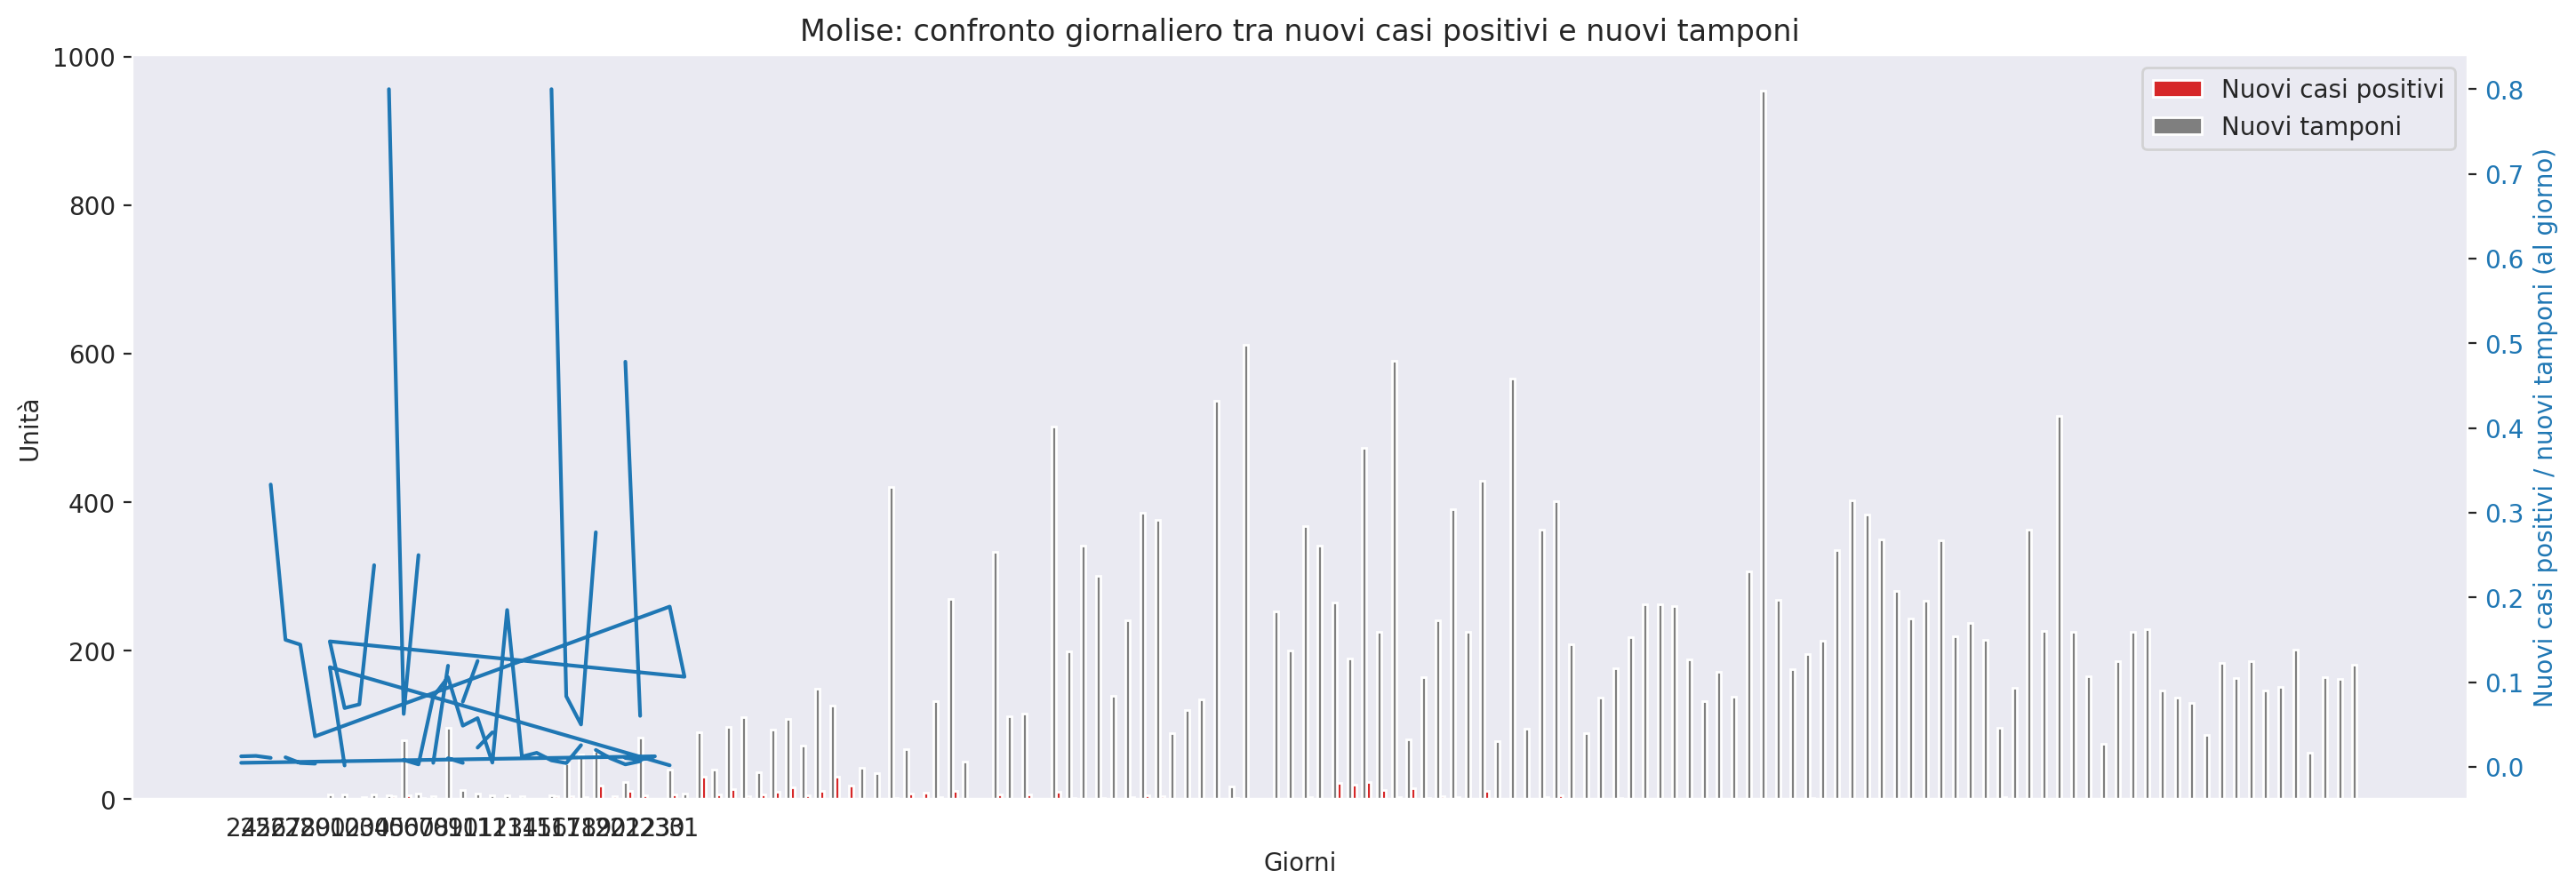 Molise: confronto giornaliero tra nuovi casi positivi e nuovi tamponi
1000
800
600
400
200
0
Unità
Nuovi casi positivi
Nuovi tamponi
0.8
0.7
0.6
0.5
0.4
0.3
0.2
0.1
0.0
Nuovi casi positivi / nuovi tamponi (al giorno)
Giorni